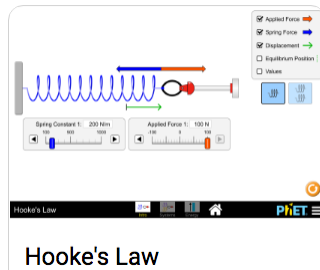 Applied Force
Spring Force
Displacement
Equilibrium Position
Values
Spring Constant 1: 200 N/m
100 600 1000
Applied Force 1: 100 N
-100 0 100
Hooke's Law
PhET
Hooke's Law